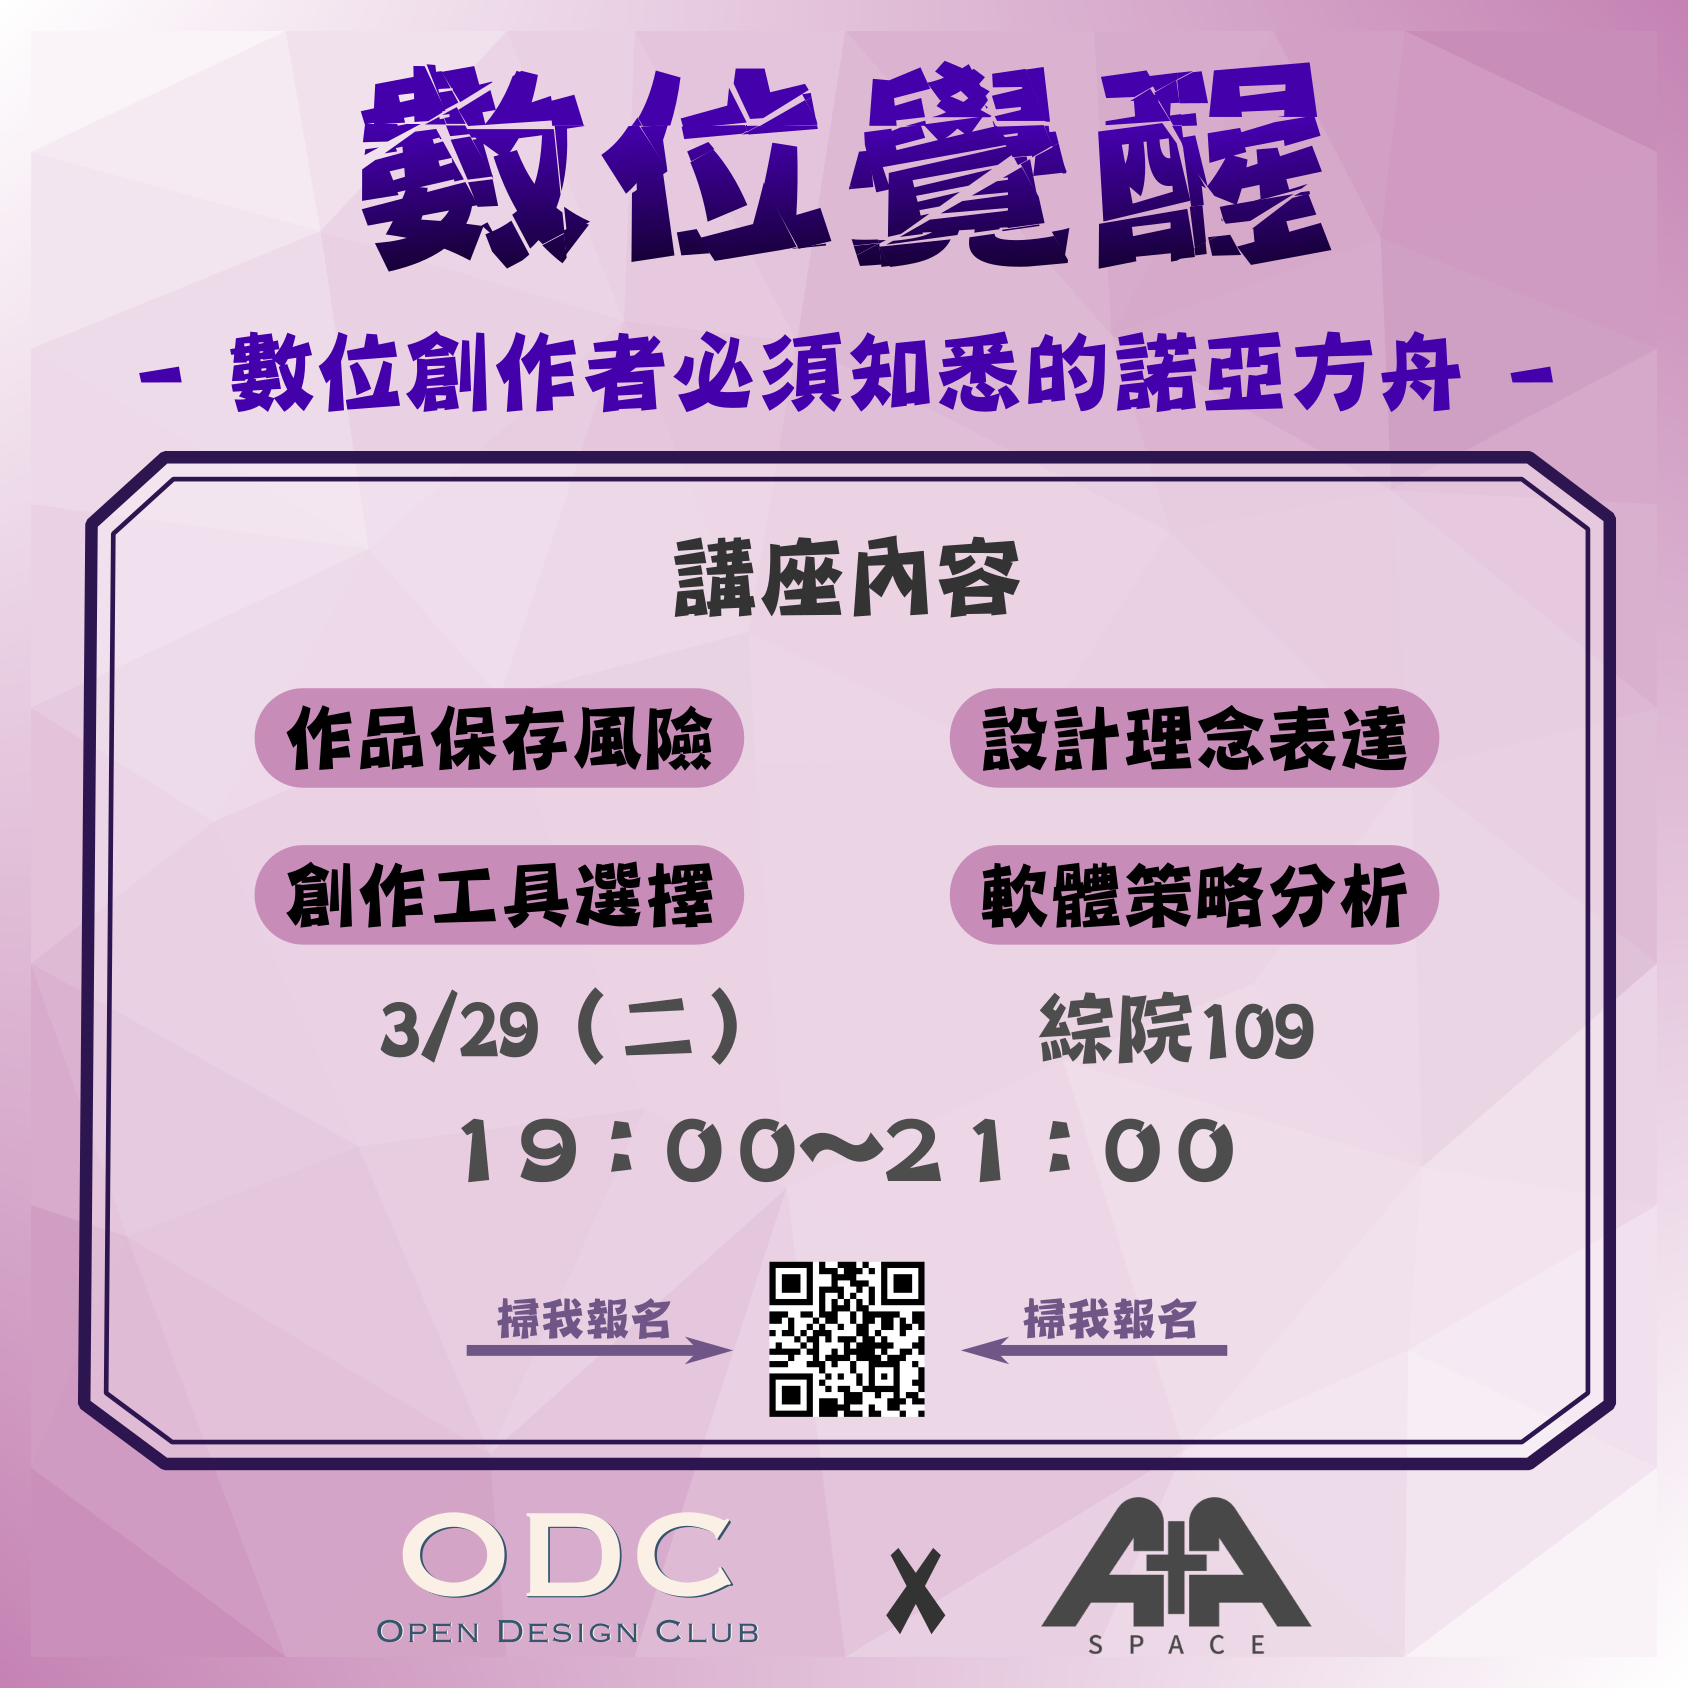 數位覺醒
- 數位創作者必須知悉的諾亞方舟 -
講座內容
作品保存風險 設計理念表達
創作工具選擇 軟體策略分析
3/29（二） 綜院109
19：00～21：00
掃我報名 掃我報名
ODC X A+A
OPEN DESIGN CLUB SPACE